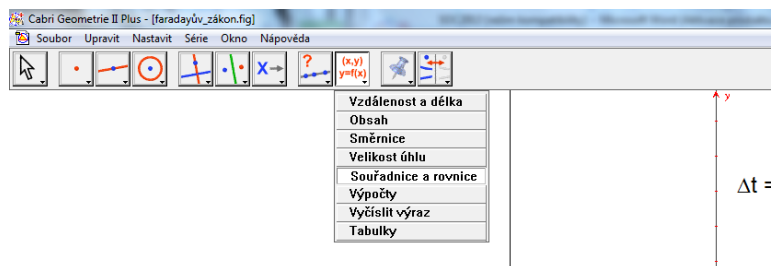 Cabri Geometrie II Plus - [faradayův_zákon.fig]
Soubor Upravit Nastavit Série Okno Nápověda
? (x,y)
X y=f(x)
Vzdálenost a délka
Obsah
Směrnice
Velikost úhlu
Souřadnice a rovnice
Výpočty
Vyčíslit výraz
Tabulky
y
Δt =